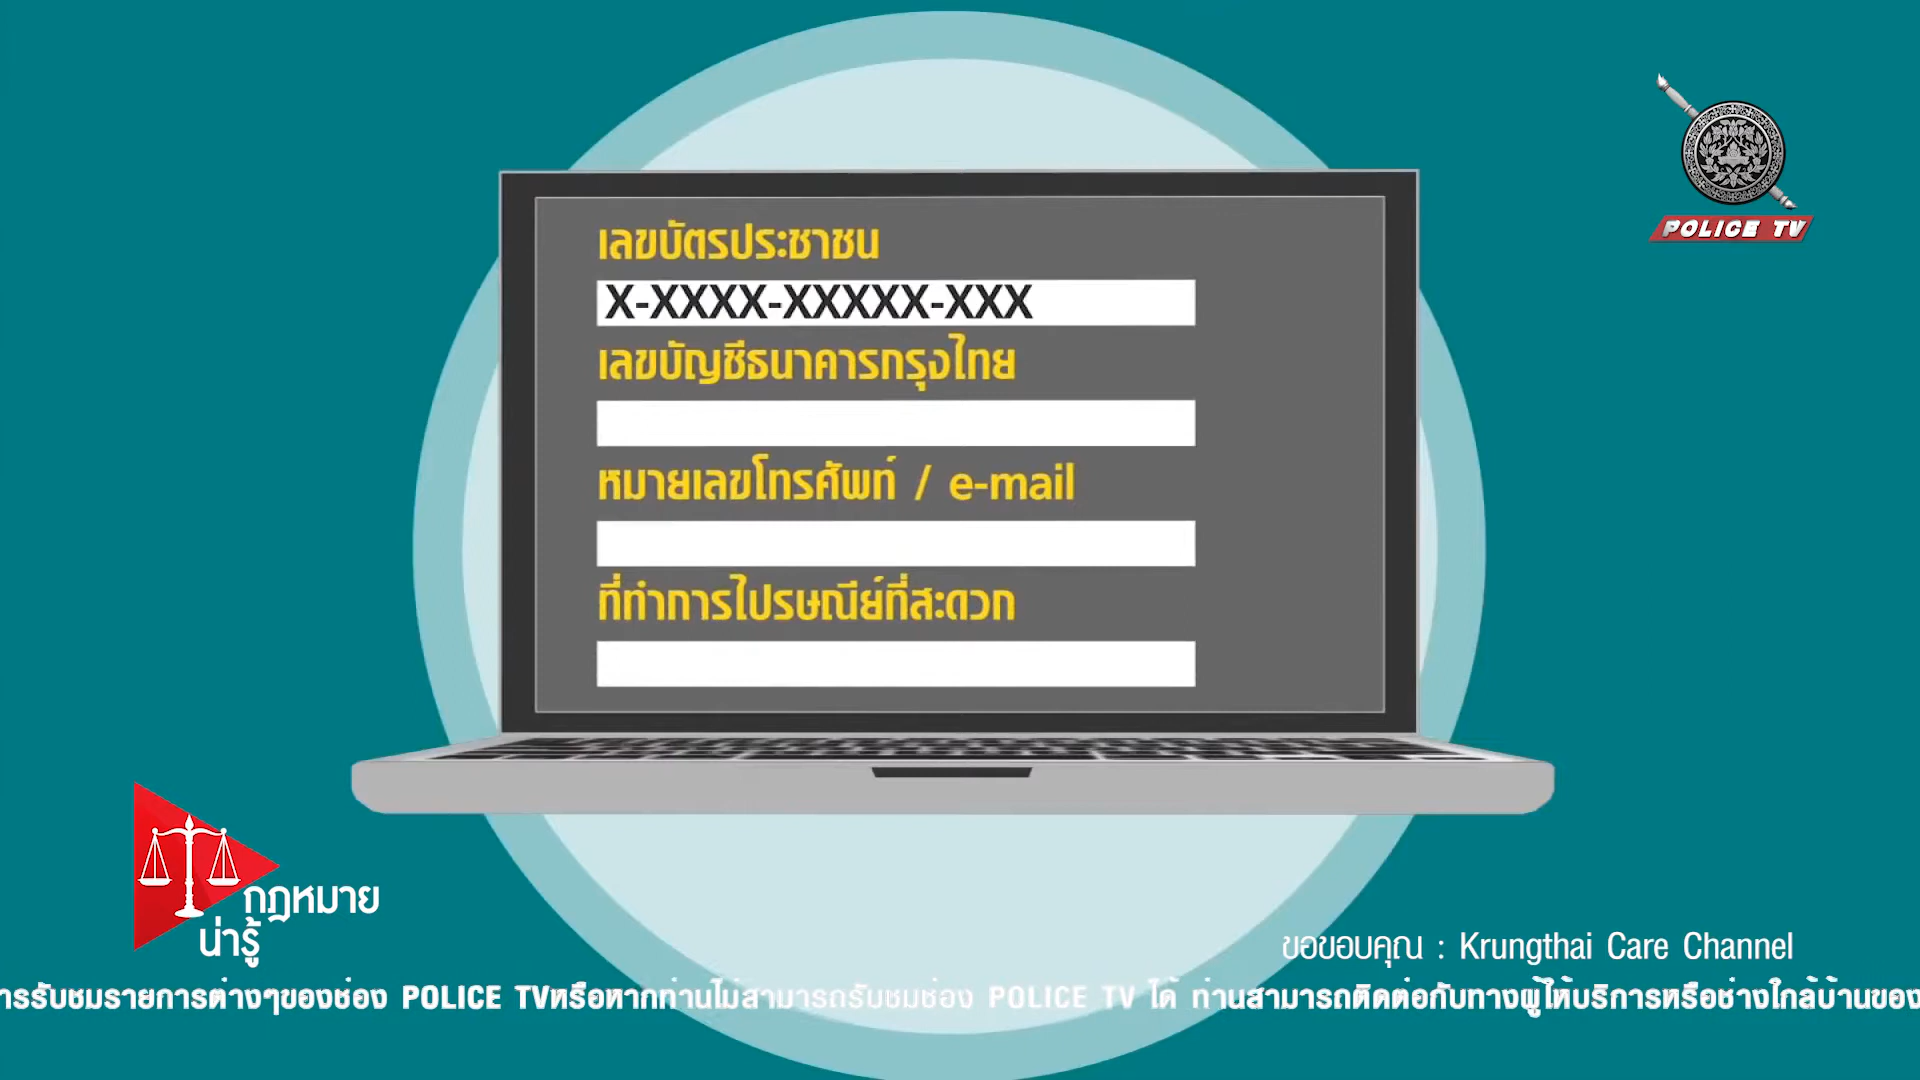 POLICE TV
เลขบัตรประชาชน
X-XXXX-XXXXX-XXX
เลขบัญชีธนาคารกรุงไทย
หมายเลขโทรศัพท์ / e-mail
ที่ทำการไปรษณีย์ที่สะดวก
กฎหมาย
น่ารู้
ขอขอบคุณ : Krungthai Care Channel
ารรับชมรายการต่างๆของช่อง POLICE TVหรือหากท่านไม่สามารถรับชมช่อง POLICE TV ได้ ท่านสามารถติดต่อกับทางผู้ให้บริการหรือช่างใกล้บ้านของ